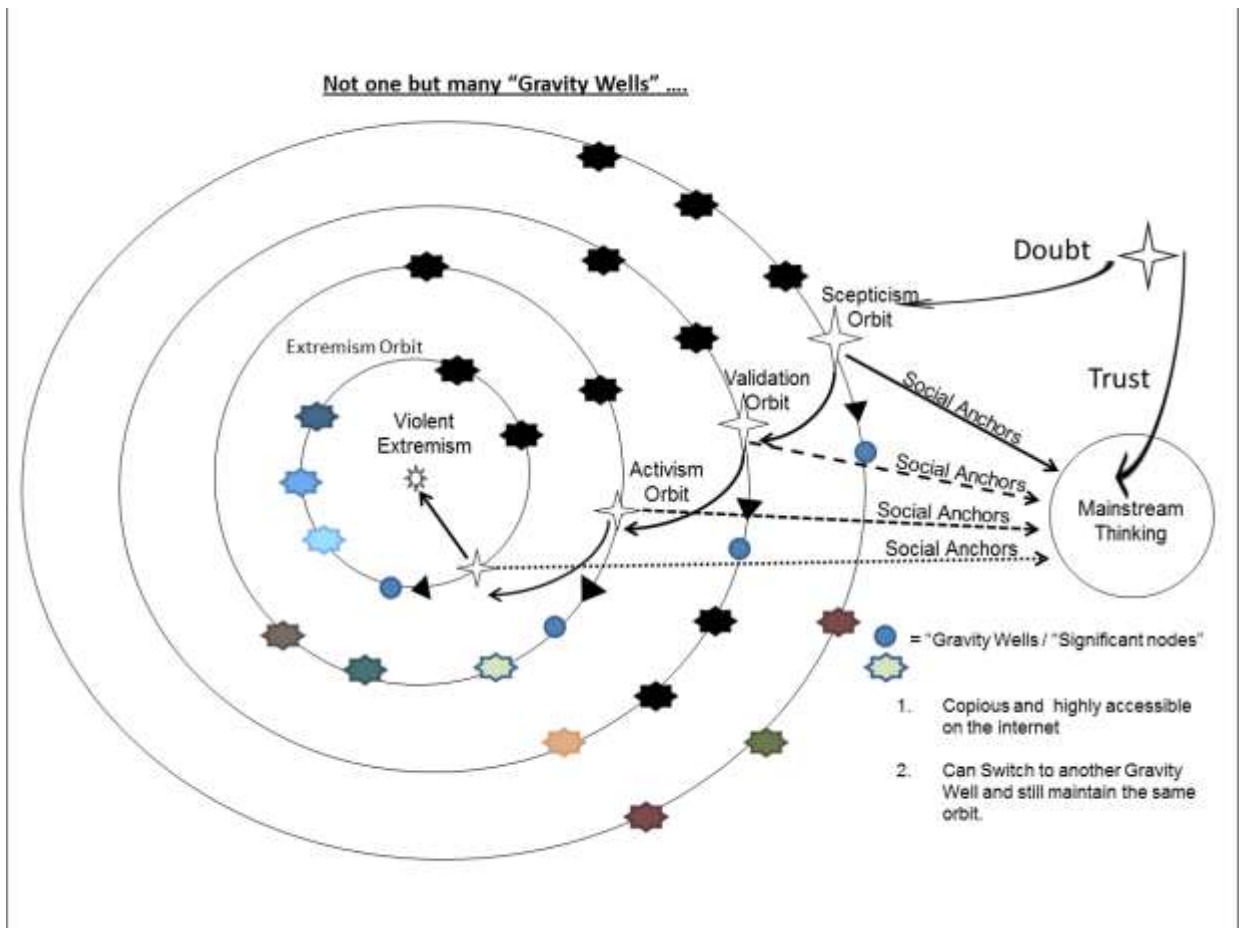 Not one but many “Gravity Wells” ....
Doubt
Scepticism
Orbit
Extremism Orbit
Trust
Validation
Orbit
Social Anchors
Violent
Extremism
Social Anchors
Activism
Orbit
Social Anchors
Mainstream
Thinking
Social Anchors
= “Gravity Wells / “Significant nodes”
1. Copious and highly accessible
on the internet
2. Can Switch to another Gravity
Well and still maintain the same
orbit.